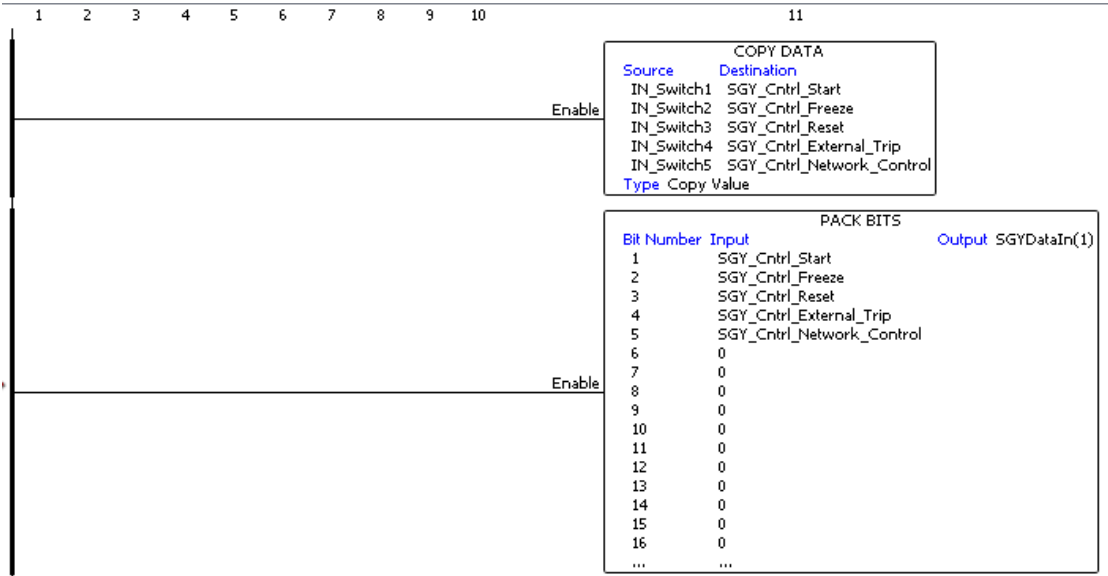 1 2 3 4 5 6 7 8 9 10 11
COPY DATA
Source Destination
IN_Switch1 SGY_Cntrl_Start
Enable IN_Switch2 SGY_Cntrl_Freeze
IN_Switch3 SGY_Cntrl_Reset
IN_Switch4 SGY_Cntrl_External_Trip
IN_Switch5 SGY_Cntrl_Network_Control
Type Copy Value
PACK BITS
Bit Number Input Output SGYDataIn(1)
1 SGY_Cntrl_Start
2 SGY_Cntrl_Freeze
3 SGY_Cntrl_Reset
4 SGY_Cntrl_External_Trip
5 SGY_Cntrl_Network_Control
6 0
7 0
Enable 8 0
9 0
10 0
11 0
12 0
13 0
14 0
15 0
16 0
... ...